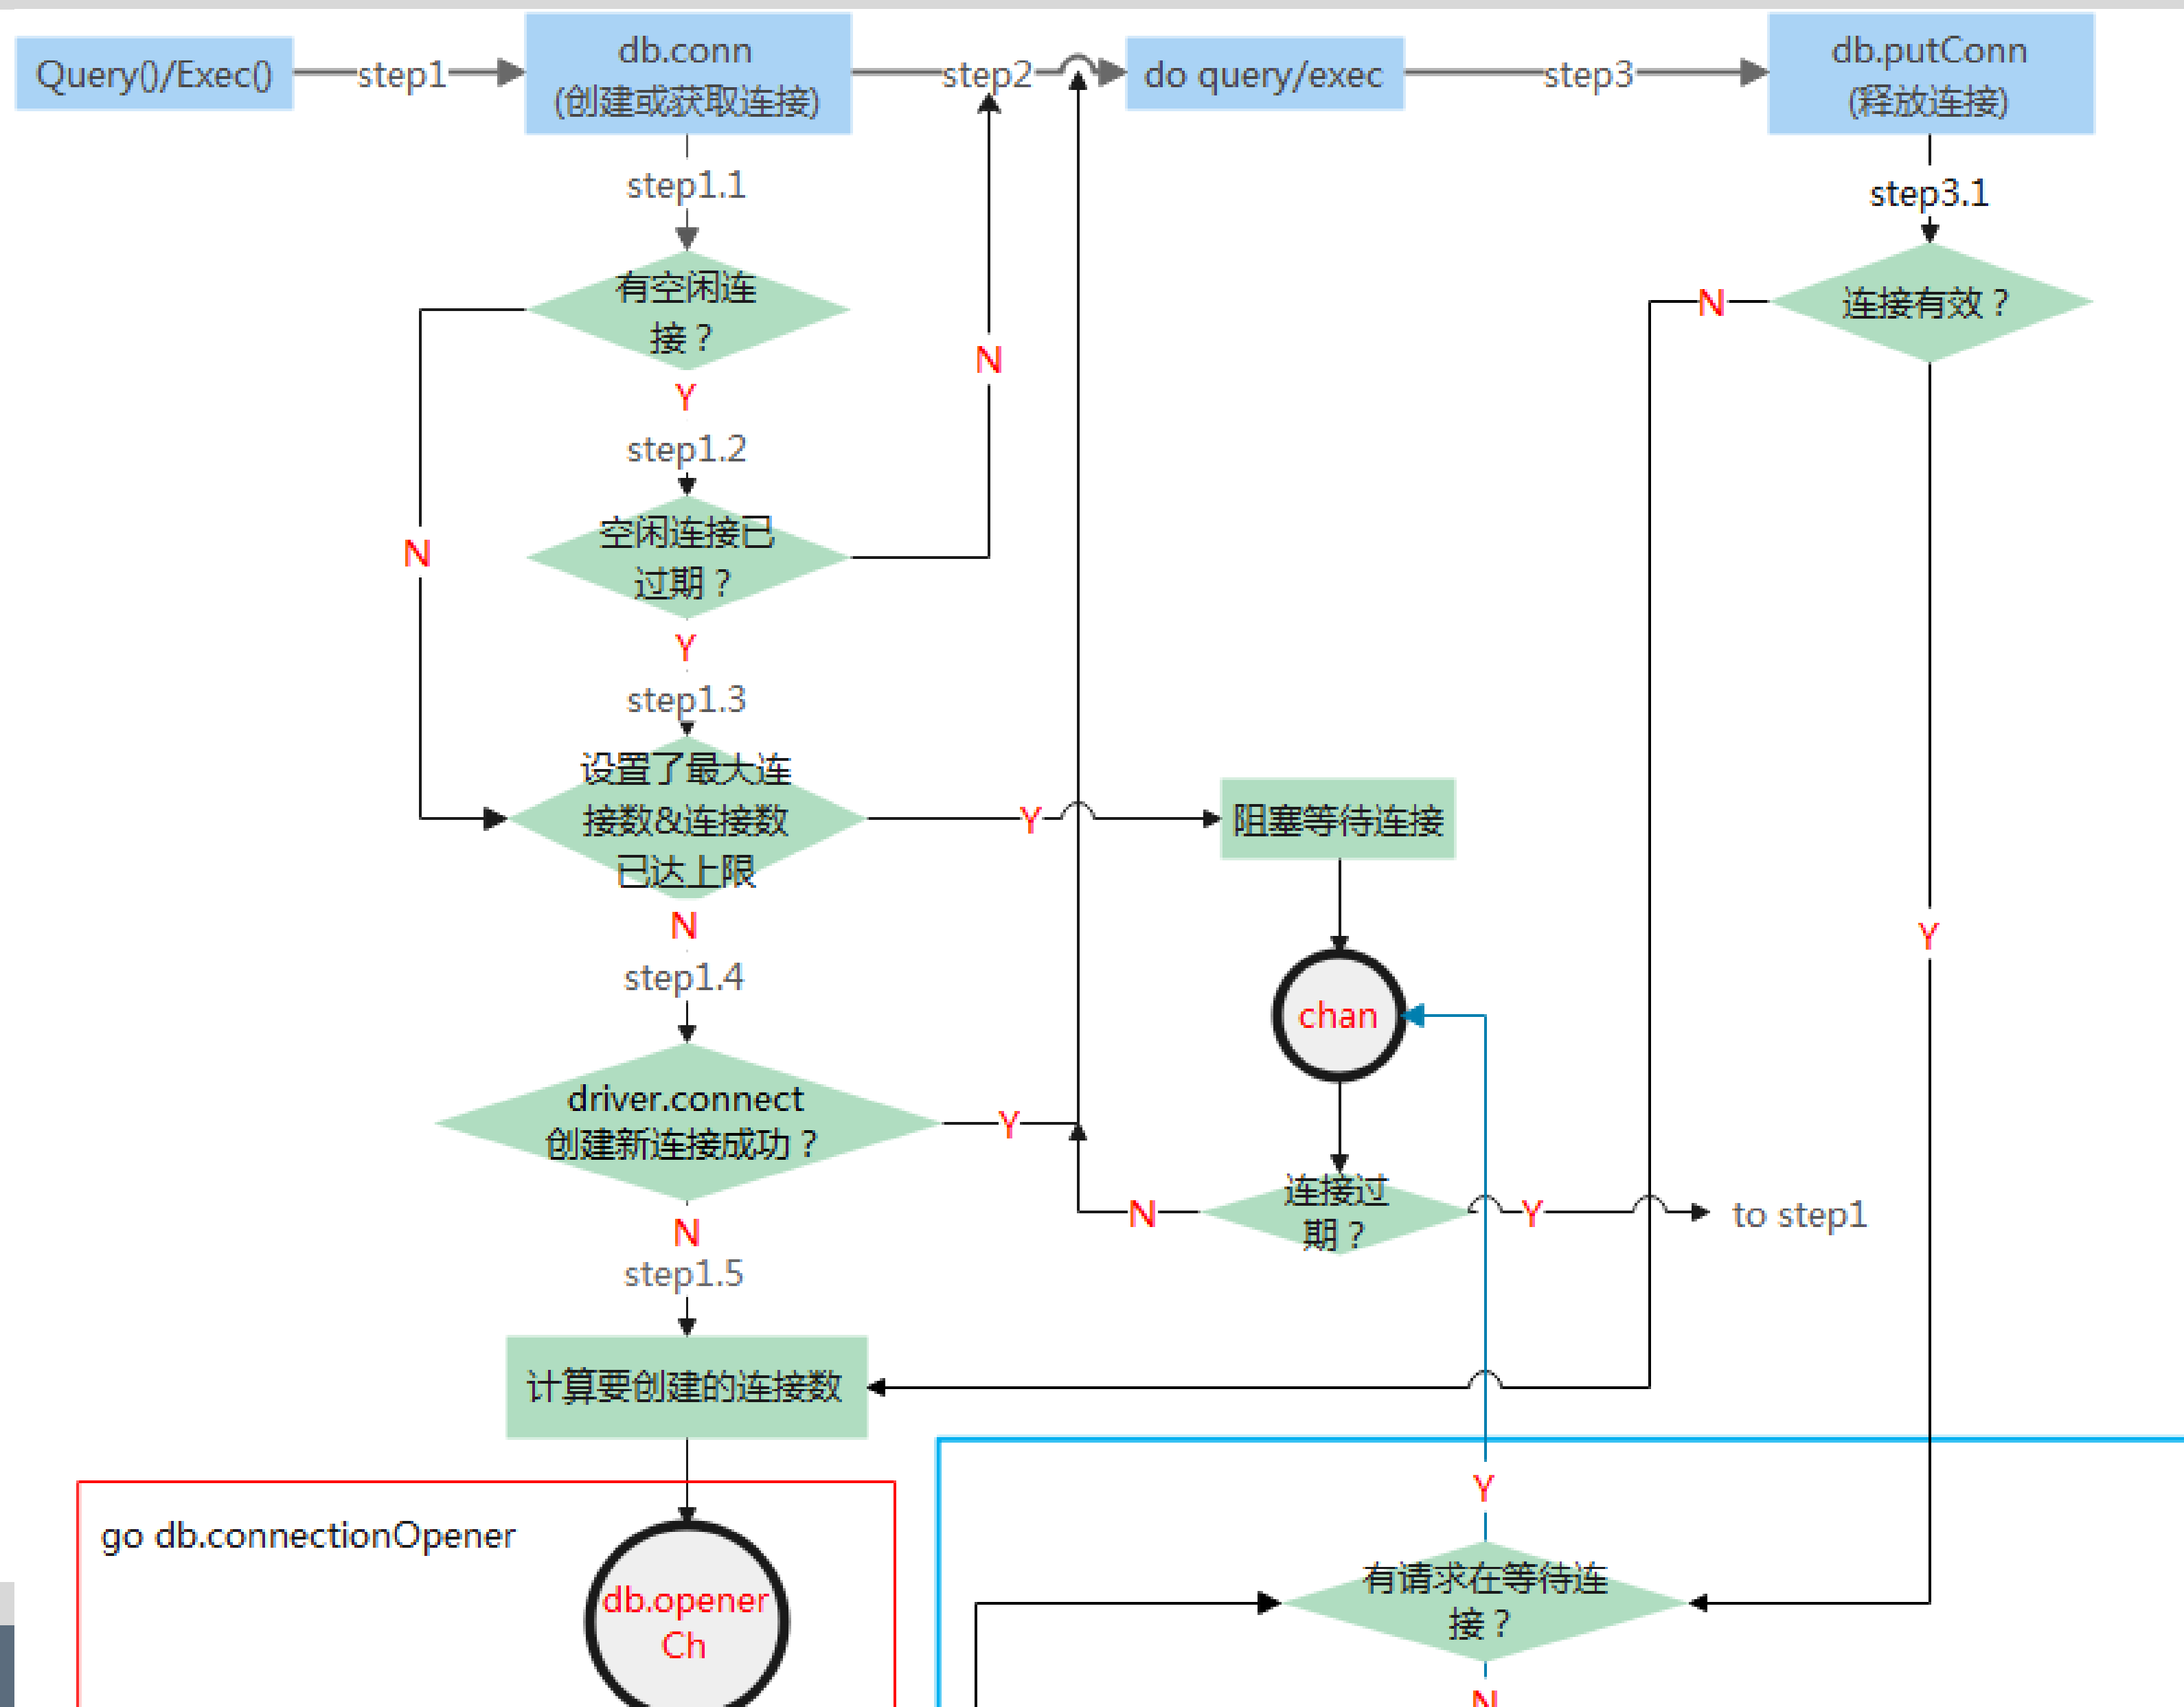 Query()/Exec()
step1
db.conn
(创建或获取连接)
step2
do query/exec
step3
db.putConn
(释放连接)
step1.1
step3.1
有空闲连
接？
连接有效？
N
N
Y
step1.2
N
空闲连接已
过期？
Y
step1.3
设置了最大连
接数&连接数
已达上限
Y
阻塞等待连接
N
Y
step1.4
chan
driver.connect
创建新连接成功？
Y
连接过
期？
N
Y
to step1
N
step1.5
计算要创建的连接数
Y
go db.connectionOpener
db.opener
Ch
有请求在等待连
接？
N